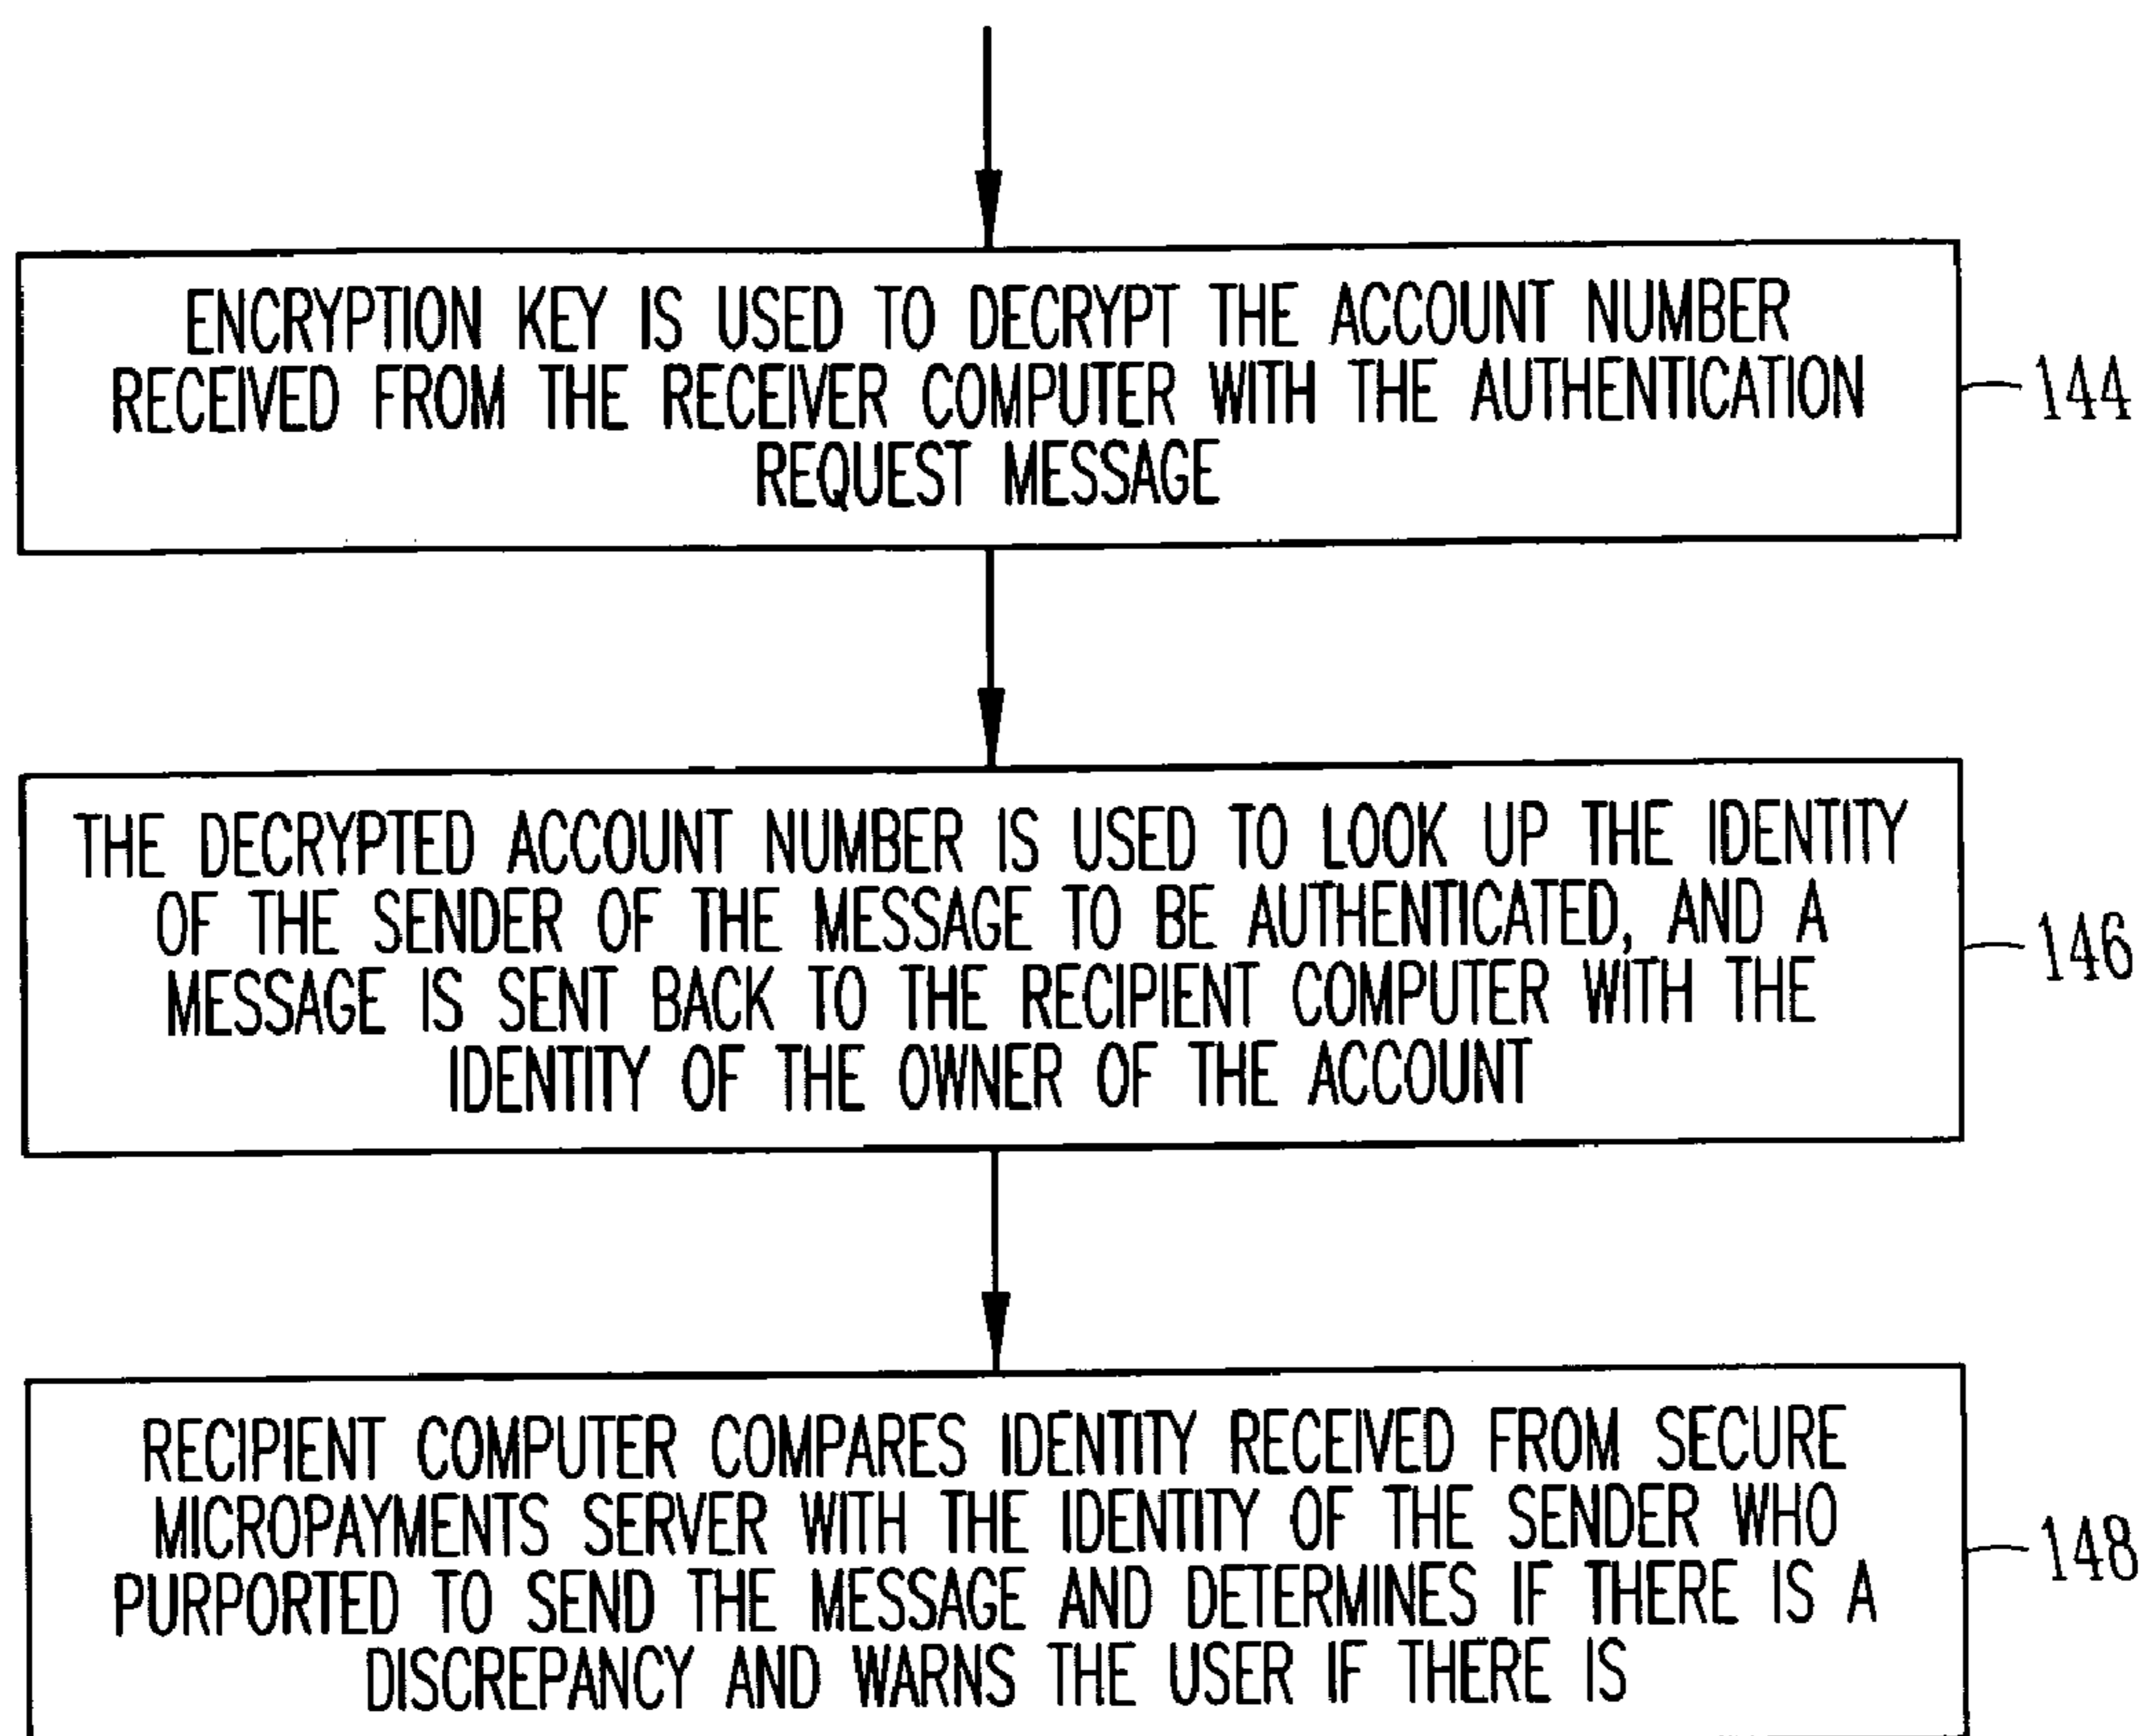 ENCRYPTION KEY IS USED TO DECRYPT THE ACCOUNT NUMBER
RECEIVED FROM THE RECEIVER COMPUTER WITH THE AUTHENTICATION
REQUEST MESSAGE
144
THE DECRYPTED ACCOUNT NUMBER IS USED TO LOOK UP THE IDENTITY
OF THE SENDER OF THE MESSAGE TO BE AUTHENTICATED, AND A
MESSAGE IS SENT BACK TO THE RECIPIENT COMPUTER WITH THE
IDENTITY OF THE OWNER OF THE ACCOUNT
146
RECIPIENT COMPUTER COMPARES IDENTITY RECEIVED FROM SECURE
MICROPAYMENTS SERVER WITH THE IDENTITY OF THE SENDER WHO
PURPORTED TO SEND THE MESSAGE AND DETERMINES IF THERE IS A
DISCREPANCY AND WARNS THE USER IF THERE IS
148